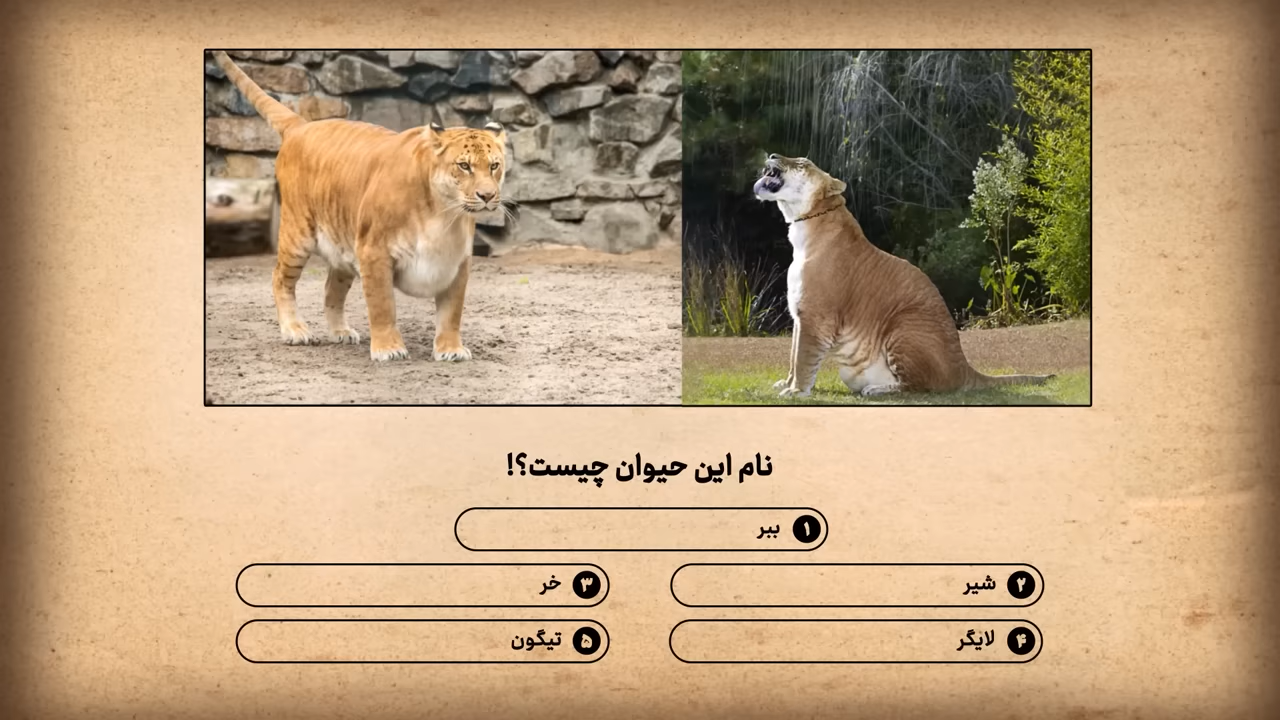 نام این حیوان چیست؟!
۱ ببر
۲ شیر
۳ خر
۴ لایگر
۵ تیگون